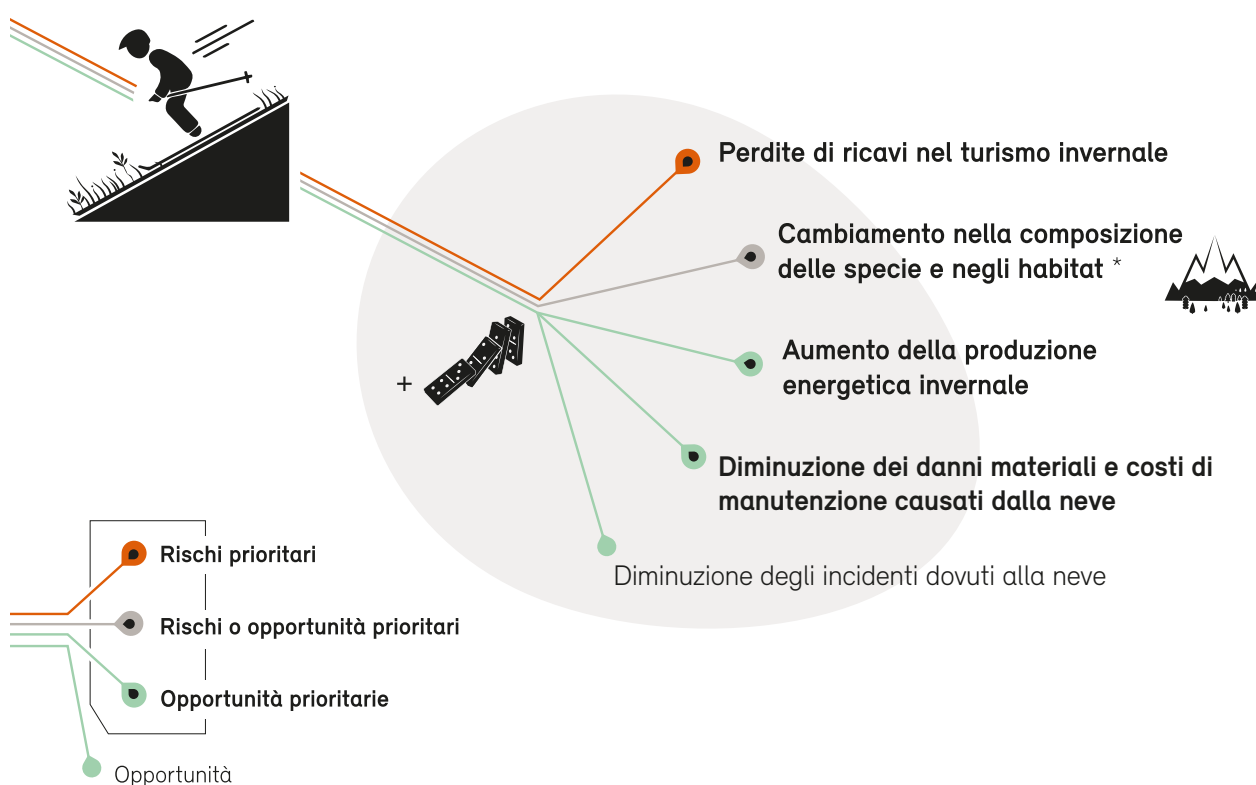 Perdite di ricavi nel turismo invernale
Cambiamento nella composizione
delle specie e negli habitat *
Aumento della produzione
energetica invernale
+
Diminuzione dei danni materiali e costi di
manutenzione causati dalla neve
Diminuzione degli incidenti dovuti alla neve
Rischi prioritari
Rischi o opportunità prioritari
Opportunità prioritarie
Opportunità